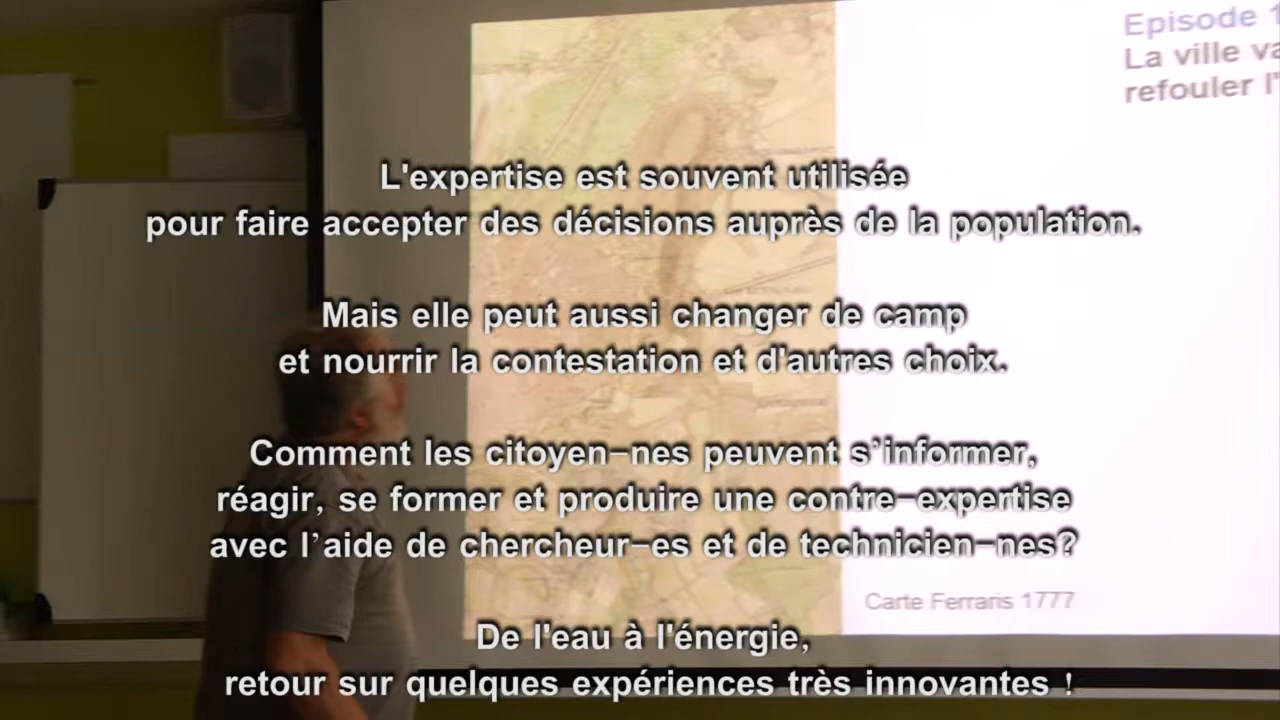 Episode 1
La ville va
refouler l'
L'expertise est souvent utilisée
pour faire accepter des décisions auprès de la population.
Mais elle peut aussi changer de camp
et nourrir la contestation et d'autres choix.
Comment les citoyen-nes peuvent s’informer,
réagir, se former et produire une contre-expertise
avec l’aide de chercheur-es et de technicien-nes?
Carte Ferraris 1777
De l'eau à l'énergie,
retour sur quelques expériences très innovantes !